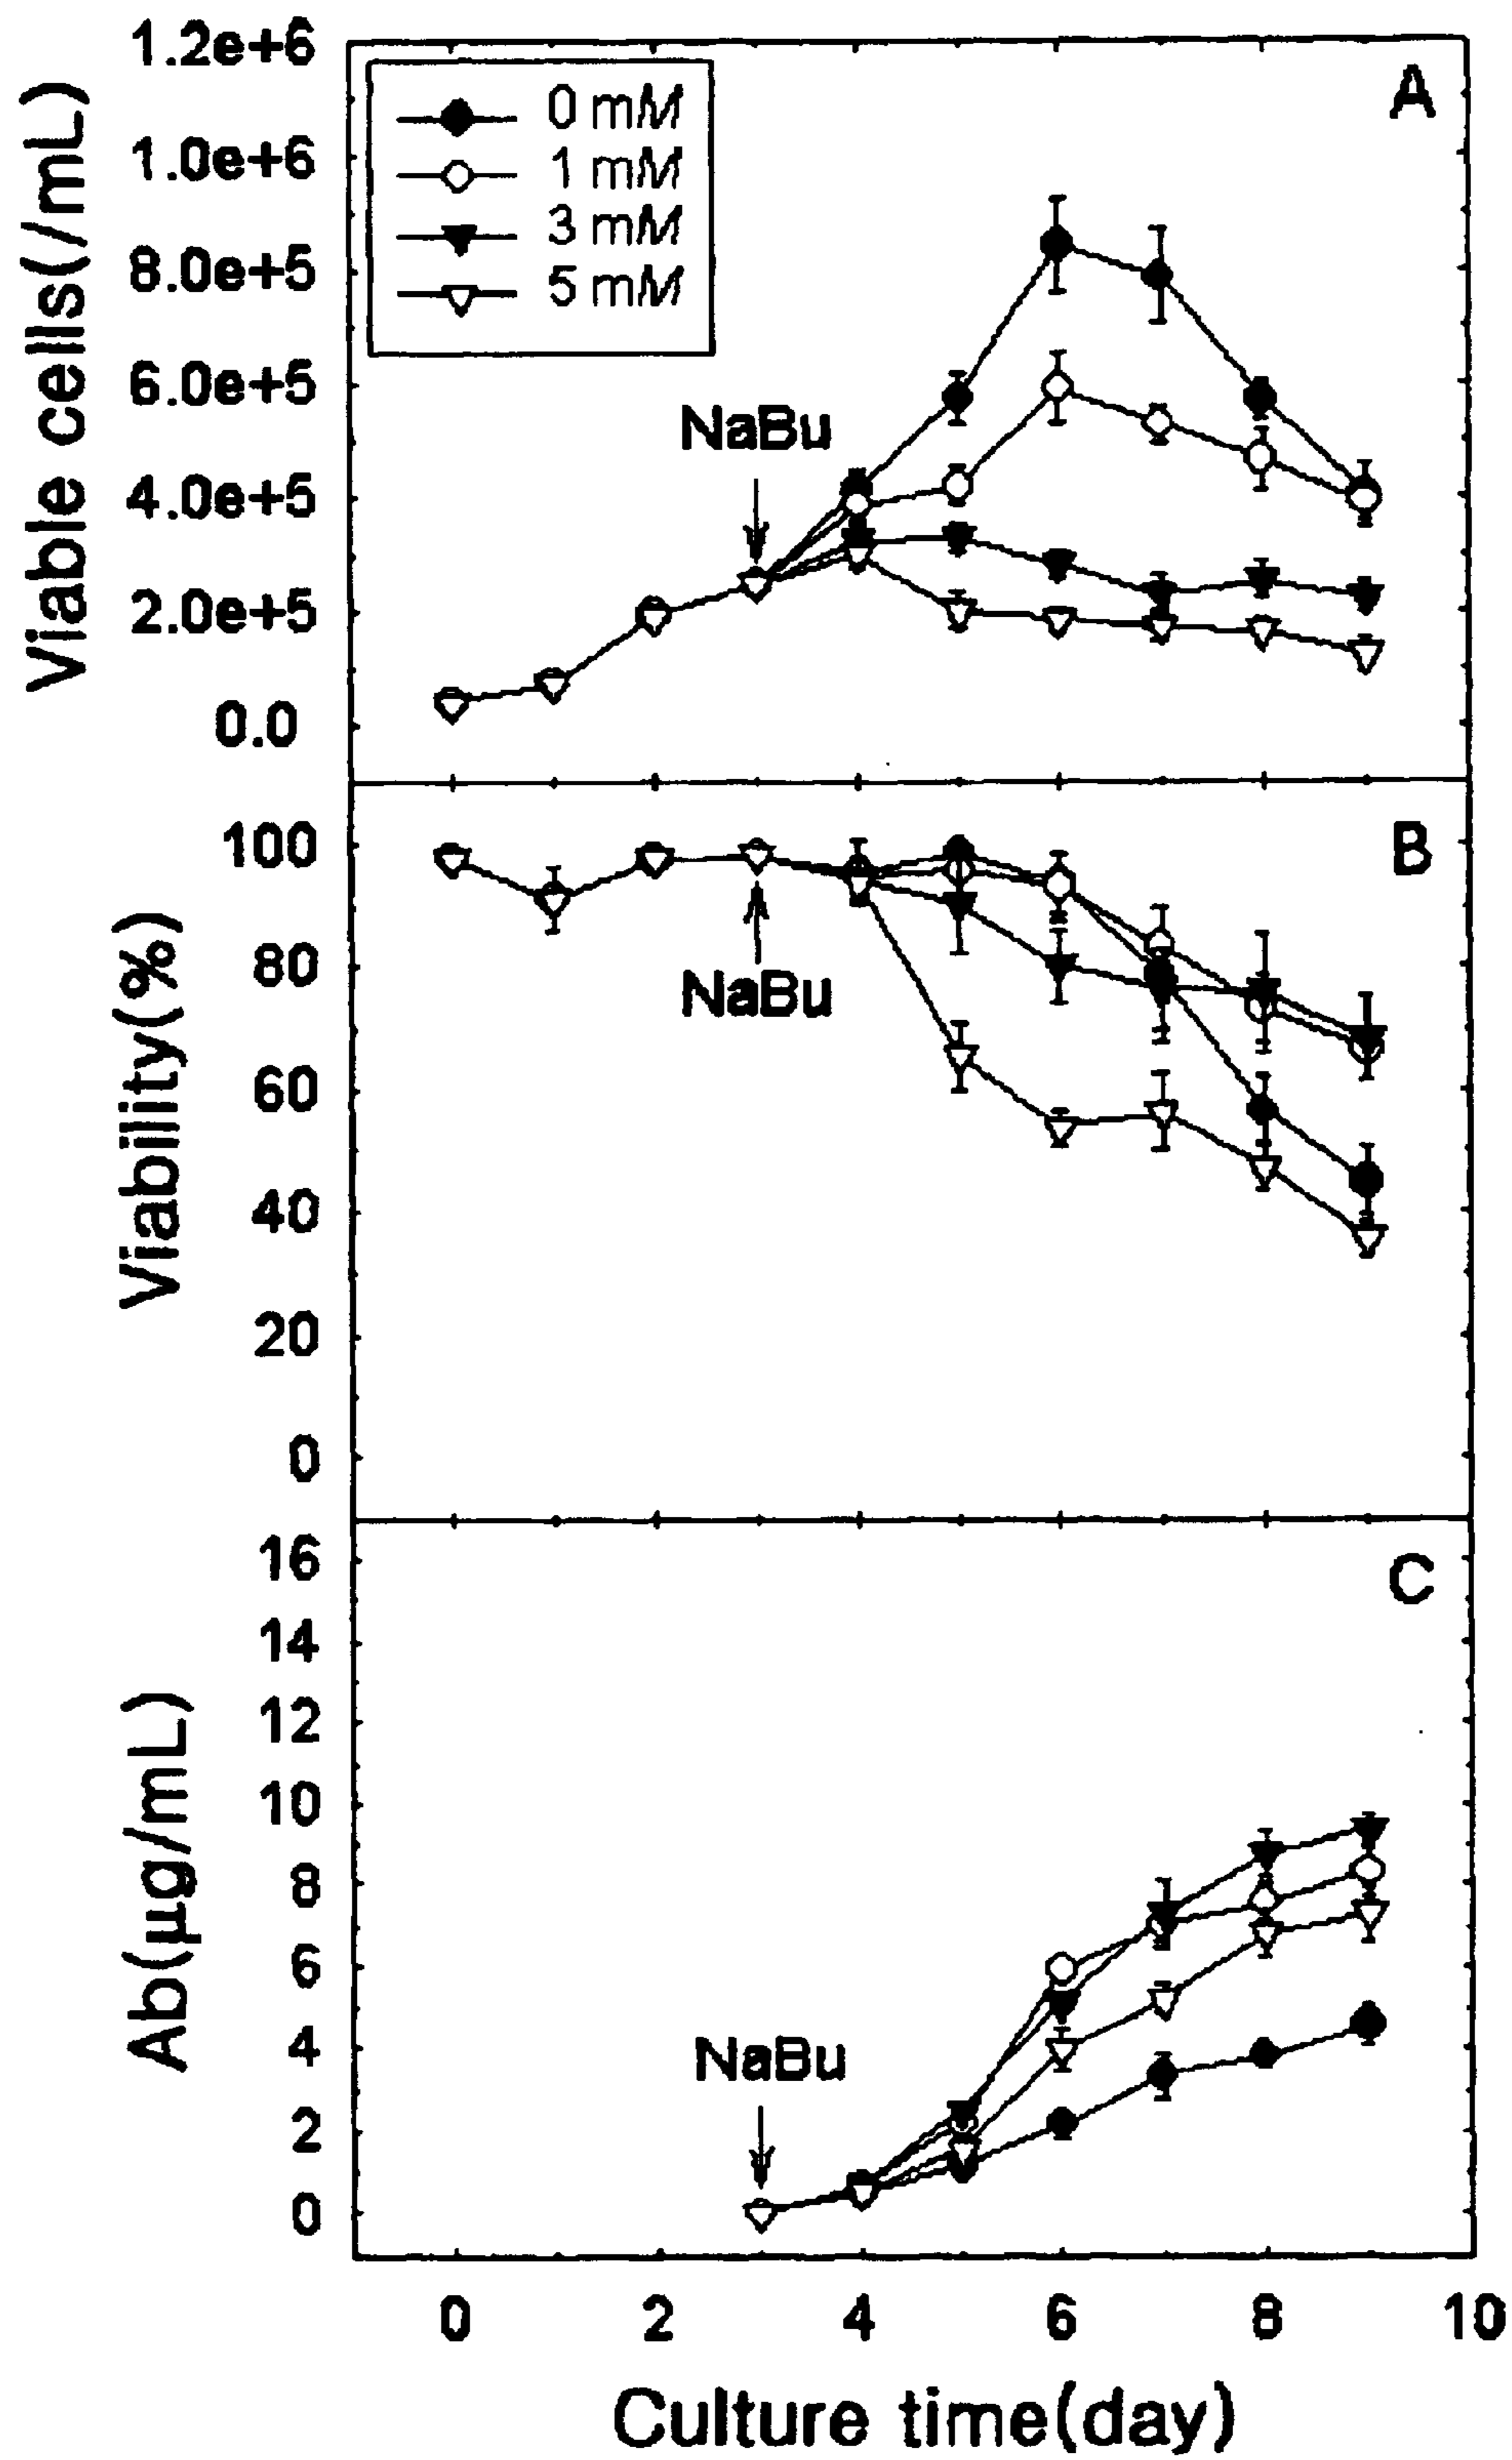 1.2e+6
1.0e+6
8.0e+5
6.0e+5
4.0e+5
2.0e+5
0.0
Viable cells(/mL)
0 mM
1 mM
3 mM
5 mM
A
NaBu
100
80
60
40
20
0
Viability(%)
B
NaBu
16
14
12
10
8
6
4
2
0
Ab(µg/mL)
C
NaBu
0 2 4 6 8 10
Culture time(day)